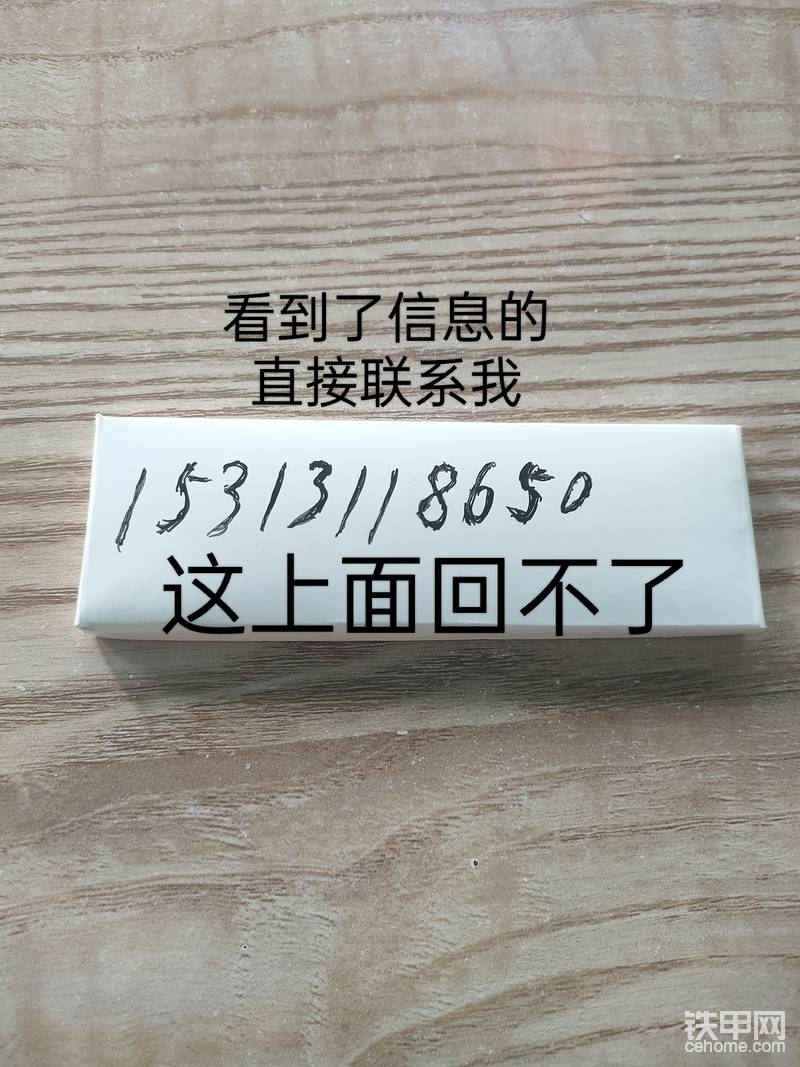 看到了信息的
直接联系我
15313118650
这上面回不了
铁甲网
cehome.com